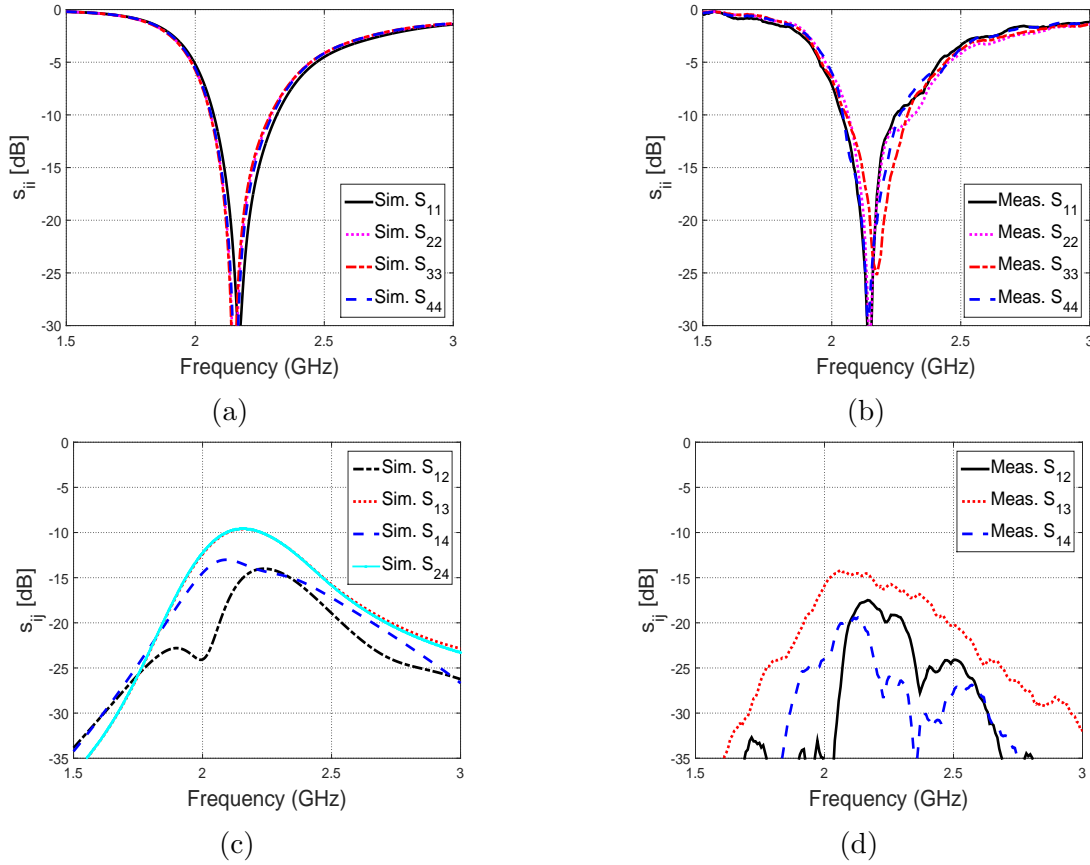 0
-5
-10
-15
-20
-25
-30
s_ii [dB]
1.5 2 2.5 3
Frequency (GHz)
Sim. S_11
Sim. S_22
Sim. S_33
Sim. S_44
(a)
0
-5
-10
-15
-20
-25
-30
s_ii [dB]
1.5 2 2.5 3
Frequency (GHz)
Meas. S_11
Meas. S_22
Meas. S_33
Meas. S_44
(b)
0
-5
-10
-15
-20
-25
-30
-35
s_ij [dB]
1.5 2 2.5 3
Frequency (GHz)
Sim. S_12
Sim. S_13
Sim. S_14
Sim. S_24
(c)
0
-5
-10
-15
-20
-25
-30
-35
s_ij [dB]
1.5 2 2.5 3
Frequency (GHz)
Meas. S_12
Meas. S_13
Meas. S_14
(d)